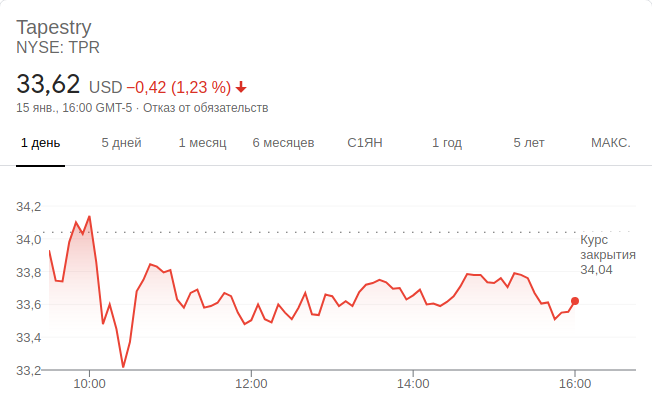 Tapestry
NYSE: TPR
33,62 USD −0,42 (1,23 %)
15 янв., 16:00 GMT-5 · Отказ от обязательств
1 день 5 дней 1 месяц 6 месяцев С1ЯН 1 год 5 лет МАКС.
34,2
34,0
33,8
33,6
33,4
33,2
Курс
закрытия
34,04
10:00 12:00 14:00 16:00